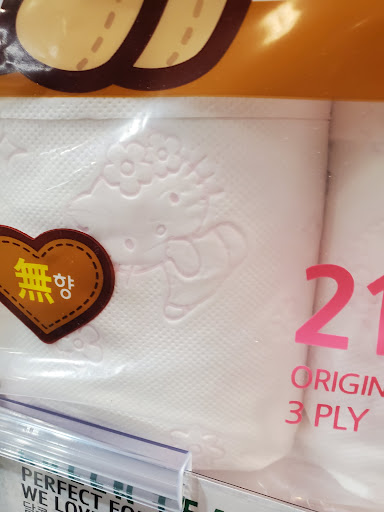 無향
21
ORIGIN
3 PLY
PERFECT FO
WE LOV